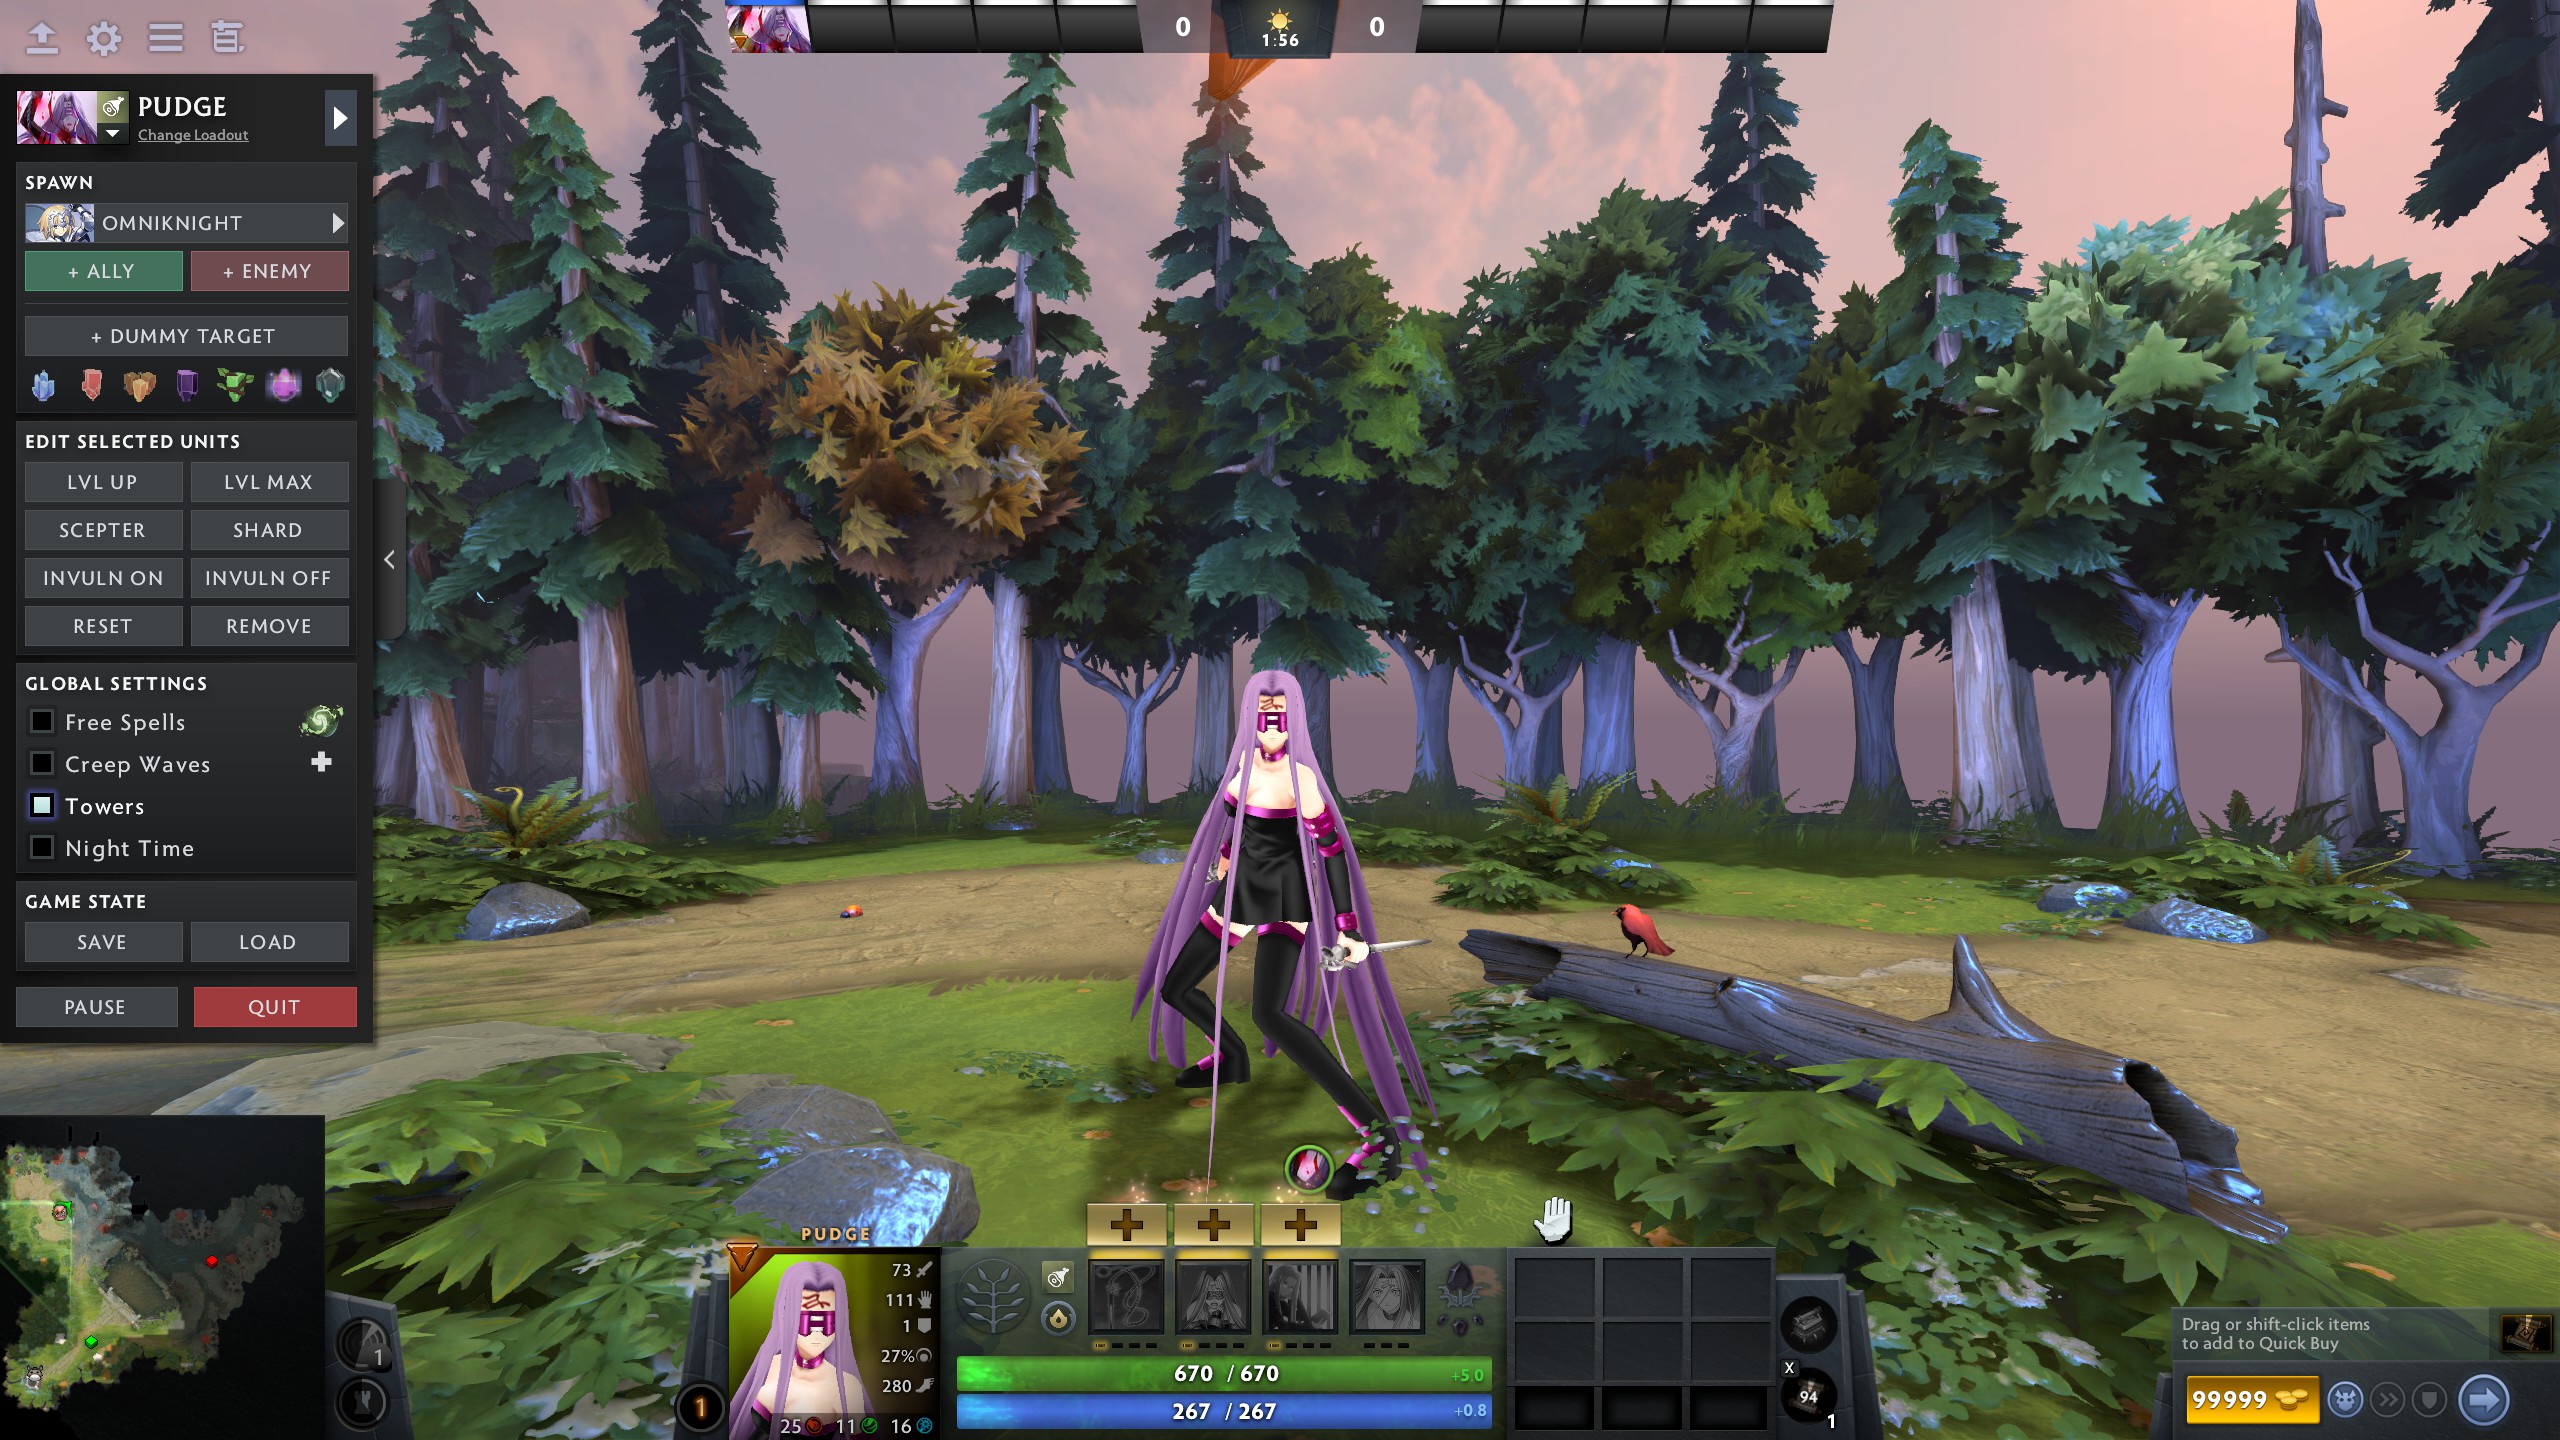 0
1:56
0
PUDGE
Change Loadout
SPAWN
OMNIKNIGHT
+ ALLY
+ ENEMY
+ DUMMY TARGET
EDIT SELECTED UNITS
LVL UP
LVL MAX
SCEPTER
SHARD
INVULN ON
INVULN OFF
RESET
REMOVE
GLOBAL SETTINGS
Free Spells
Creep Waves
Towers
Night Time
GAME STATE
SAVE
LOAD
PAUSE
QUIT
PUDGE
73
111
1
27%
280
25 11 16
1
1
670 / 670
+5.0
267 / 267
+0.8
X
94
1
Drag or shift-click items
to add to Quick Buy
99999